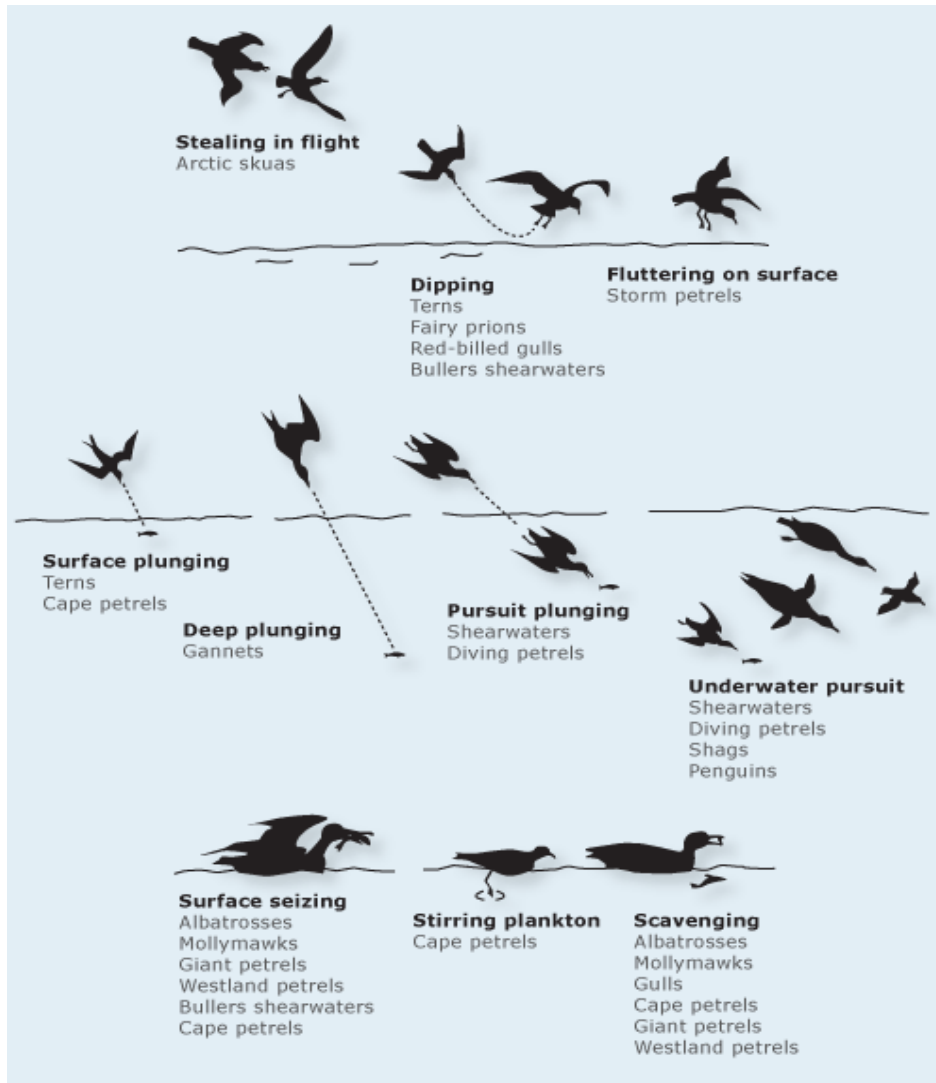 Stealing in flight
Arctic skuas
Dipping
Terns
Fairy prions
Red-billed gulls
Bullers shearwaters
Fluttering on surface
Storm petrels
Surface plunging
Terns
Cape petrels
Deep plunging
Gannets
Pursuit plunging
Shearwaters
Diving petrels
Underwater pursuit
Shearwaters
Diving petrels
Shags
Penguins
Surface seizing
Albatrosses
Mollymawks
Giant petrels
Westland petrels
Bullers shearwaters
Cape petrels
Stirring plankton
Cape petrels
Scavenging
Albatrosses
Mollymawks
Gulls
Cape petrels
Giant petrels
Westland petrels